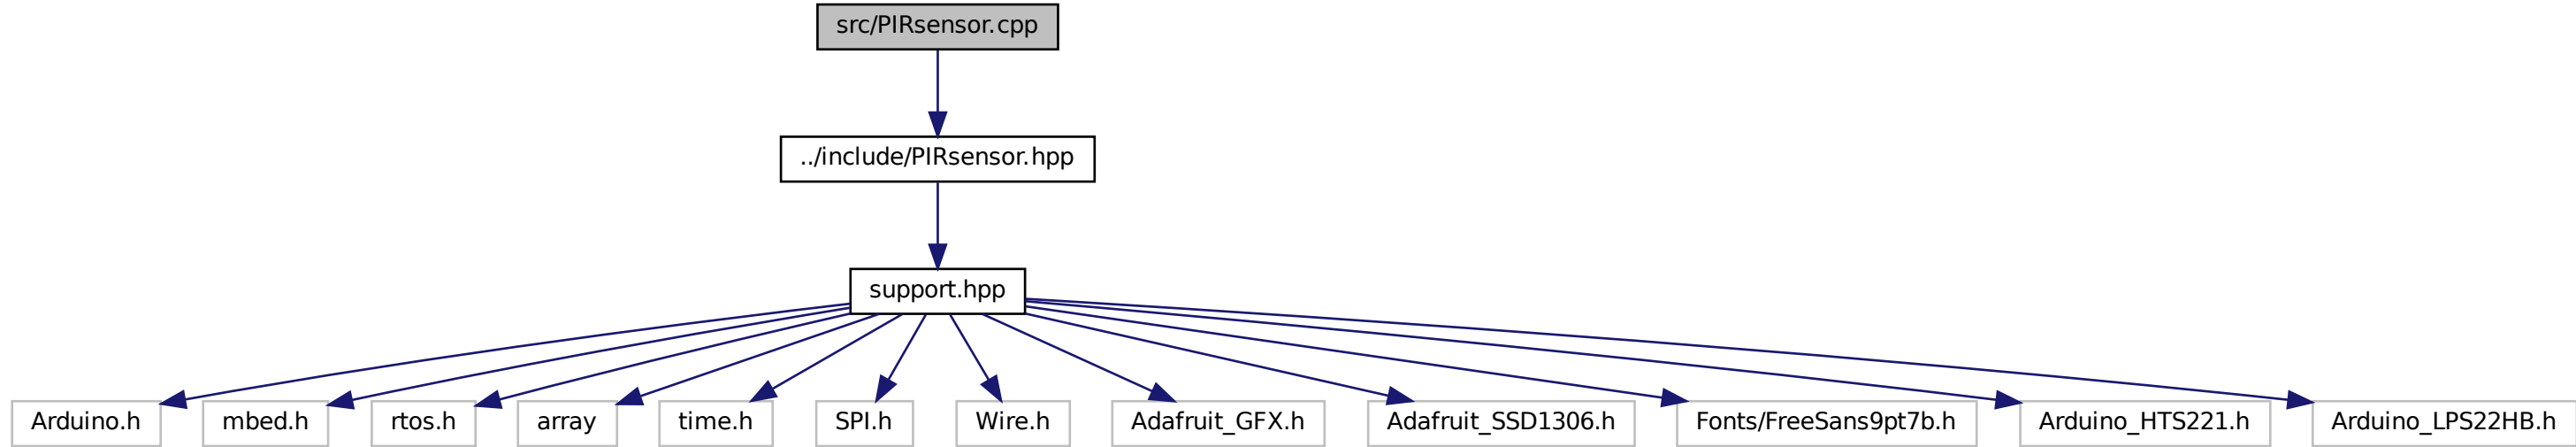 src/PIRsensor.cpp
../include/PIRsensor.hpp
support.hpp
Arduino.h
mbed.h
rtos.h
array
time.h
SPI.h
Wire.h
Adafruit_GFX.h
Adafruit_SSD1306.h
Fonts/FreeSans9pt7b.h
Arduino_HTS221.h
Arduino_LPS22HB.h